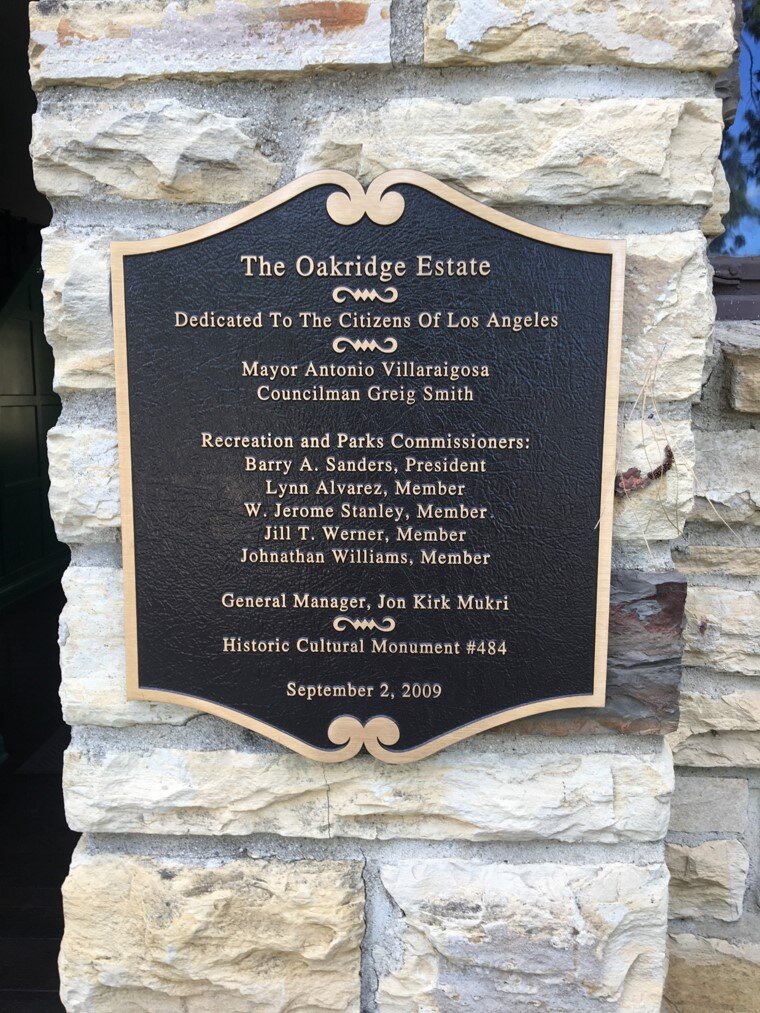 The Oakridge Estate
Dedicated To The Citizens Of Los Angeles
Mayor Antonio Villaraigosa
Councilman Greig Smith
Recreation and Parks Commissioners:
Barry A. Sanders, President
Lynn Alvarez, Member
W. Jerome Stanley, Member
Jill T. Werner, Member
Johnathan Williams, Member
General Manager, Jon Kirk Mukri
Historic Cultural Monument #484
September 2, 2009